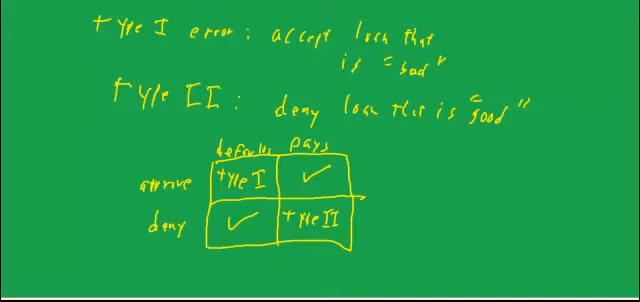 type I error: accept loan that
is "bad"
type II: deny loan that is "good"
defaults pays
approve type I ✓
deny ✓ type II